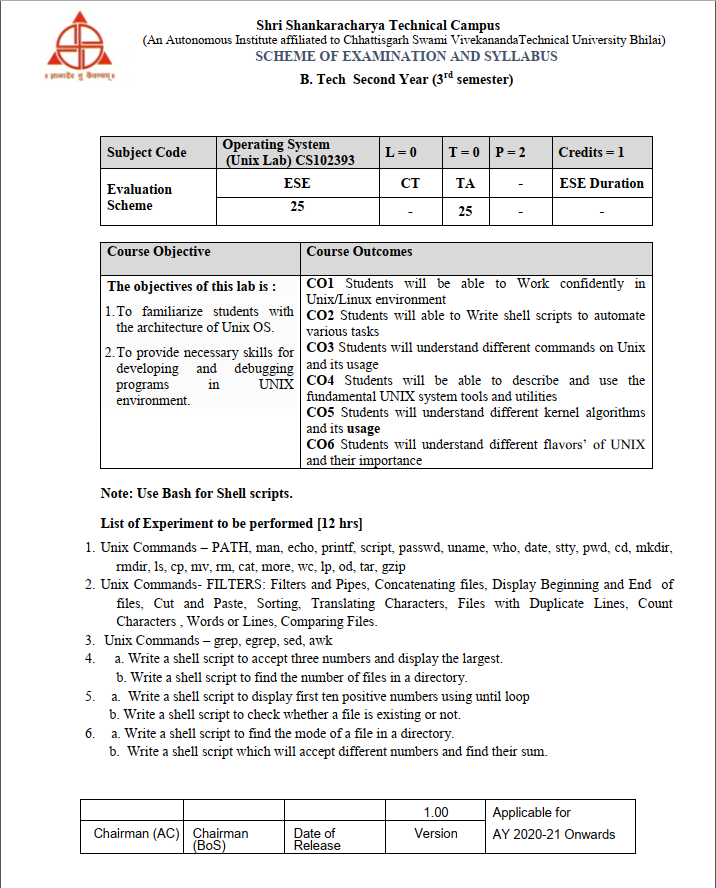 Shri Shankaracharya Technical Campus
(An Autonomous Institute affiliated to Chhattisgarh Swami VivekanandaTechnical University Bhilai)
SCHEME OF EXAMINATION AND SYLLABUS
B. Tech Second Year (3rd semester)
॥ ज्ञानादेव तु कैवल्यम् ॥
Subject Code
Operating System
(Unix Lab) CS102393
L = 0
T = 0
P = 2
Credits = 1
Evaluation
Scheme
ESE
CT
TA
-
ESE Duration
25
-
25
-
-
Course Objective
Course Outcomes
The objectives of this lab is :
1.To familiarize students with
the architecture of Unix OS.
2.To provide necessary skills for
developing and debugging
programs in UNIX
environment.
CO1 Students will be able to Work confidently in
Unix/Linux environment
CO2 Students will able to Write shell scripts to automate
various tasks
CO3 Students will understand different commands on Unix
and its usage
CO4 Students will be able to describe and use the
fundamental UNIX system tools and utilities
CO5 Students will understand different kernel algorithms
and its usage
CO6 Students will understand different flavors’ of UNIX
and their importance
Note: Use Bash for Shell scripts.
List of Experiment to be performed [12 hrs]
1. Unix Commands – PATH, man, echo, printf, script, passwd, uname, who, date, stty, pwd, cd, mkdir,
rmdir, ls, cp, mv, rm, cat, more, wc, lp, od, tar, gzip
2. Unix Commands- FILTERS: Filters and Pipes, Concatenating files, Display Beginning and End of
files, Cut and Paste, Sorting, Translating Characters, Files with Duplicate Lines, Count
Characters , Words or Lines, Comparing Files.
3. Unix Commands – grep, egrep, sed, awk
4. a. Write a shell script to accept three numbers and display the largest.
b. Write a shell script to find the number of files in a directory.
5. a. Write a shell script to display first ten positive numbers using until loop
b. Write a shell script to check whether a file is existing or not.
6. a. Write a shell script to find the mode of a file in a directory.
b. Write a shell script which will accept different numbers and find their sum.
1.00
Applicable for
AY 2020-21 Onwards
Chairman (AC)
Chairman
(BoS)
Date of
Release
Version